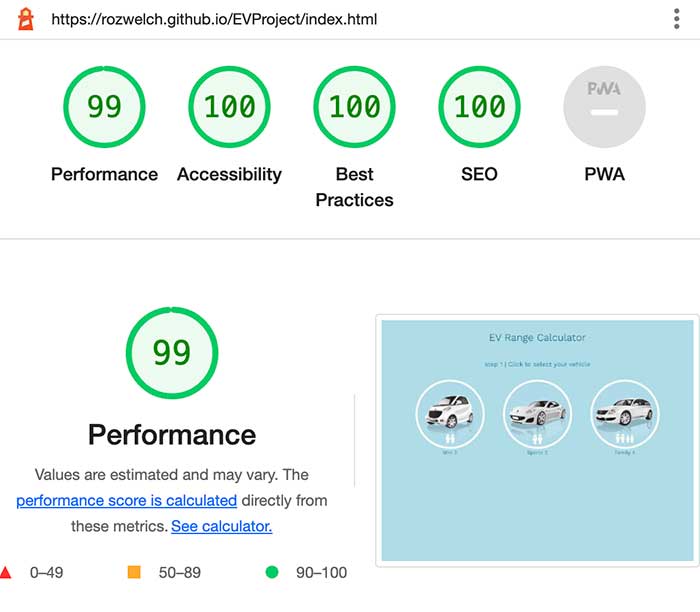 https://rozwelch.github.io/EVProject/index.html
99
100
100
100
PWA
Performance
Accessibility
Best
Practices
SEO
PWA
99
Performance
Values are estimated and may vary. The
performance score is calculated directly from
these metrics. See calculator.
0–49
50–89
90–100
EV Range Calculator
step 1 | Click to select your vehicle
Mini 2
Sports 2
Family 4